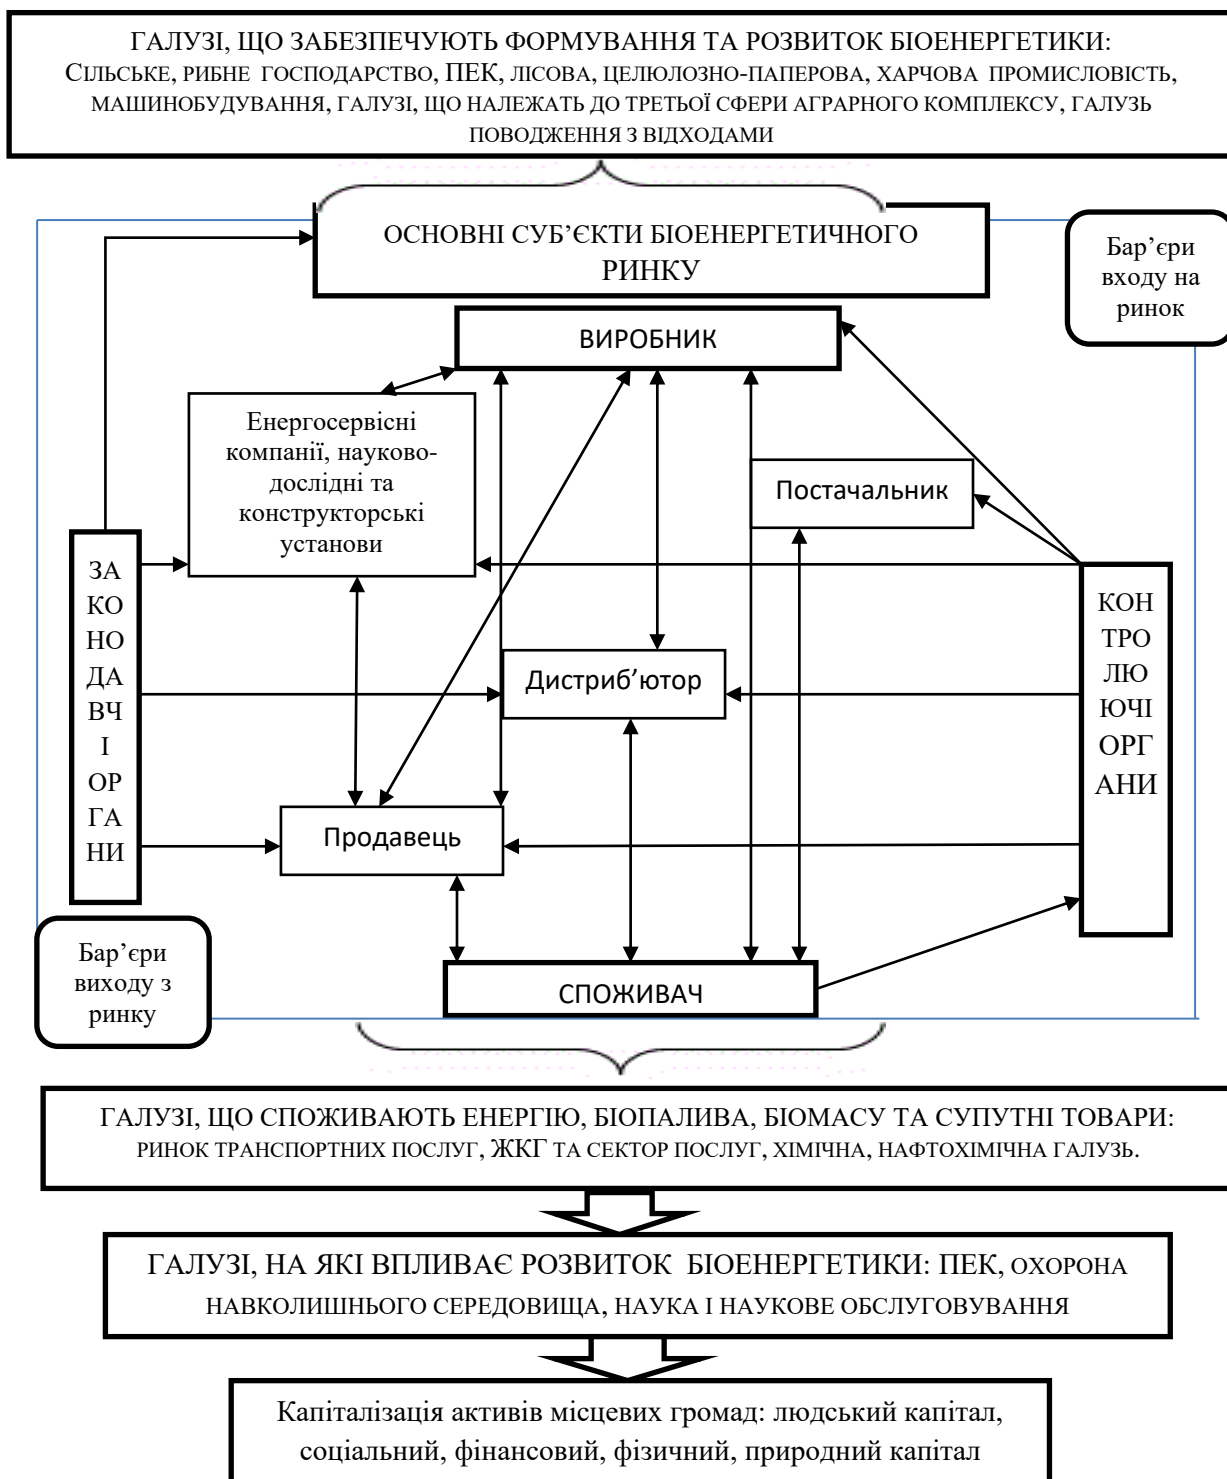 ГАЛУЗІ, ЩО ЗАБЕЗПЕЧУЮТЬ ФОРМУВАННЯ ТА РОЗВИТОК БІОЕНЕРГЕТИКИ:
СІЛЬСЬКЕ, РИБНЕ ГОСПОДАРСТВО, ПЕК, ЛІСОВА, ЦЕЛЮЛОЗНО-ПАПЕРОВА, ХАРЧОВА ПРОМИСЛОВІСТЬ,
МАШИНОБУДУВАННЯ, ГАЛУЗІ, ЩО НАЛЕЖАТЬ ДО ТРЕТЬОЇ СФЕРИ АГРАРНОГО КОМПЛЕКСУ, ГАЛУЗЬ
ПОВОДЖЕННЯ З ВІДХОДАМИ
ОСНОВНІ СУБ’ЄКТИ БІОЕНЕРГЕТИЧНОГО
РИНКУ
Бар’єри
входу на
ринок
ВИРОБНИК
Енергосервісні
компанії, науково-
дослідні та
конструкторські
установи
Постачальник
ЗА
КО
НО
ДА
ВЧ
І
ОР
ГА
НИ
КОН
ТРО
ЛЮ
ЮЧІ
ОРГ
АНИ
Дистриб’ютор
Продавець
Бар’єри
виходу з
ринку
СПОЖИВАЧ
ГАЛУЗІ, ЩО СПОЖИВАЮТЬ ЕНЕРГІЮ, БІОПАЛИВА, БІОМАСУ ТА СУПУТНІ ТОВАРИ:
РИНОК ТРАНСПОРТНИХ ПОСЛУГ, ЖКГ ТА СЕКТОР ПОСЛУГ, ХІМІЧНА, НАФТОХІМІЧНА ГАЛУЗЬ.
ГАЛУЗІ, НА ЯКІ ВПЛИВАЄ РОЗВИТОК БІОЕНЕРГЕТИКИ: ПЕК, ОХОРОНА
НАВКОЛИШНЬОГО СЕРЕДОВИЩА, НАУКА І НАУКОВЕ ОБСЛУГОВУВАННЯ
Капіталізація активів місцевих громад: людський капітал,
соціальний, фінансовий, фізичний, природний капітал